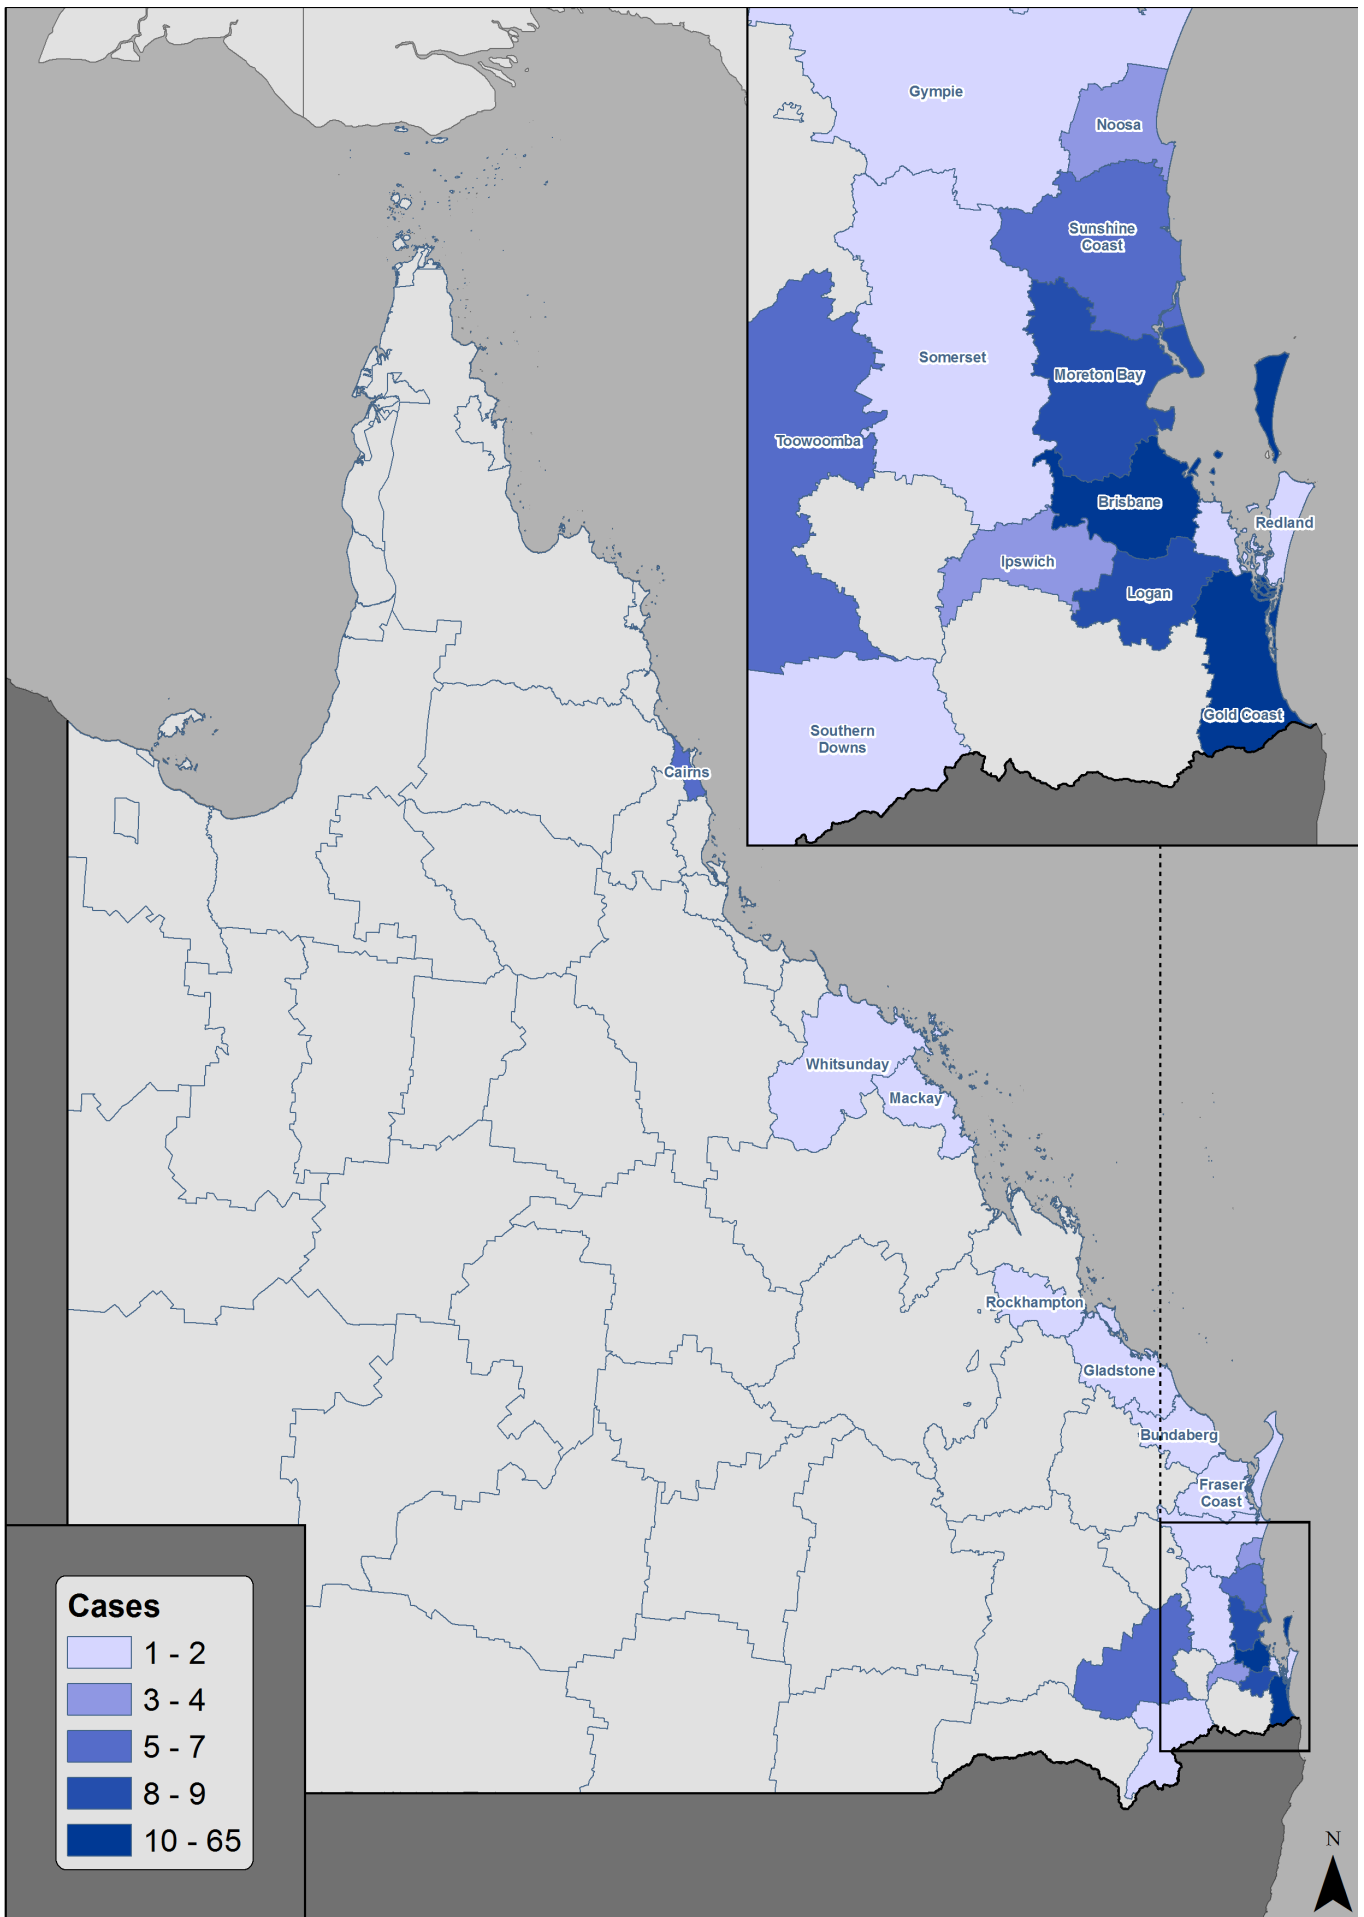 Gympie
Noosa
Sunshine
Coast
Somerset
Moreton Bay
Toowoomba
Brisbane
Redland
Ipswich
Logan
Gold Coast
Southern
Downs
Cairns
Whitsunday
Mackay
Rockhampton
Gladstone
Bundaberg
Fraser
Coast
Cases
1 - 2
3 - 4
5 - 7
8 - 9
10 - 65
N